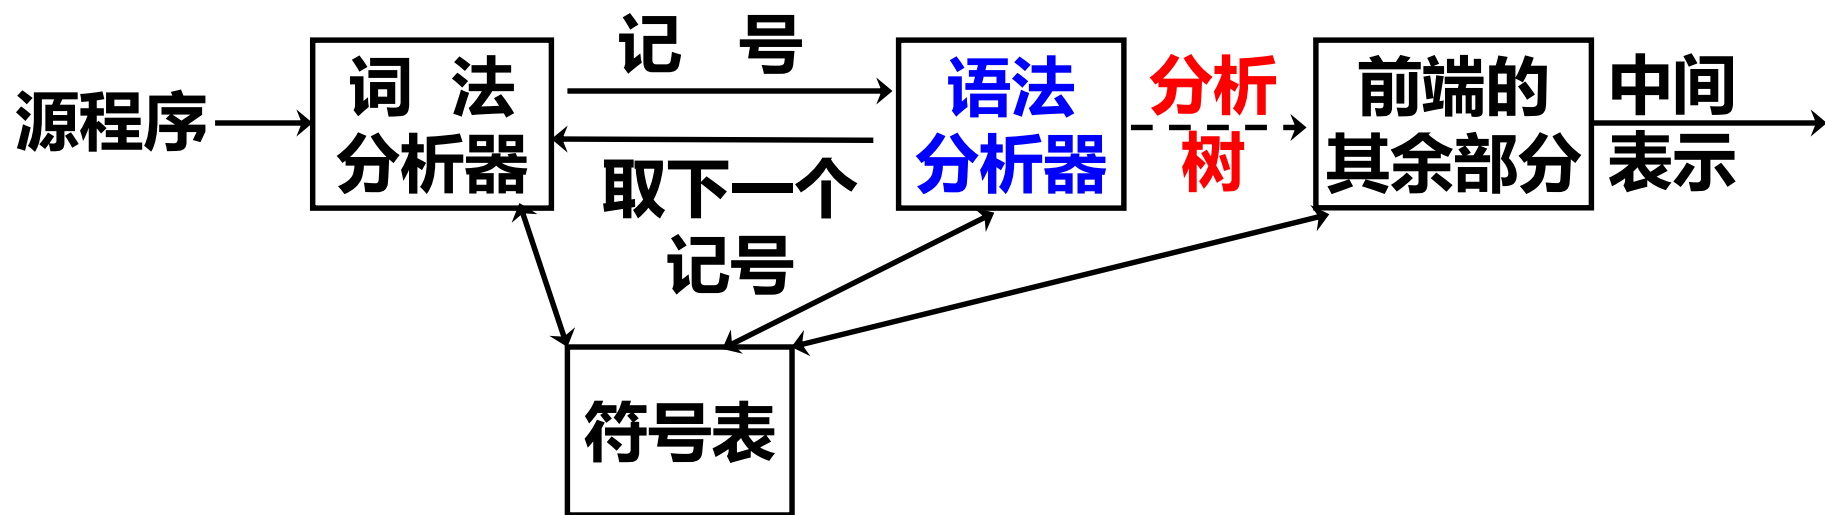 源程序
词 法
分析器
记 号
取下一个
记号
语法
分析器
分析
树
前端的
其余部分
中间
表示
符号表